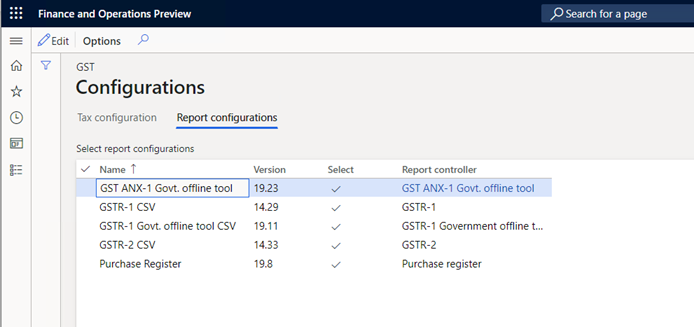 Finance and Operations Preview
Search for a page
Edit Options
GST
Configurations
Tax configuration Report configurations
Select report configurations
Name Version Select Report controller
GST ANX-1 Govt. offline tool 19.23 GST ANX-1 Govt. offline tool
GSTR-1 CSV 14.29 GSTR-1
GSTR-1 Govt. offline tool CSV 19.11 GSTR-1 Government offline t...
GSTR-2 CSV 14.33 GSTR-2
Purchase Register 19.8 Purchase register